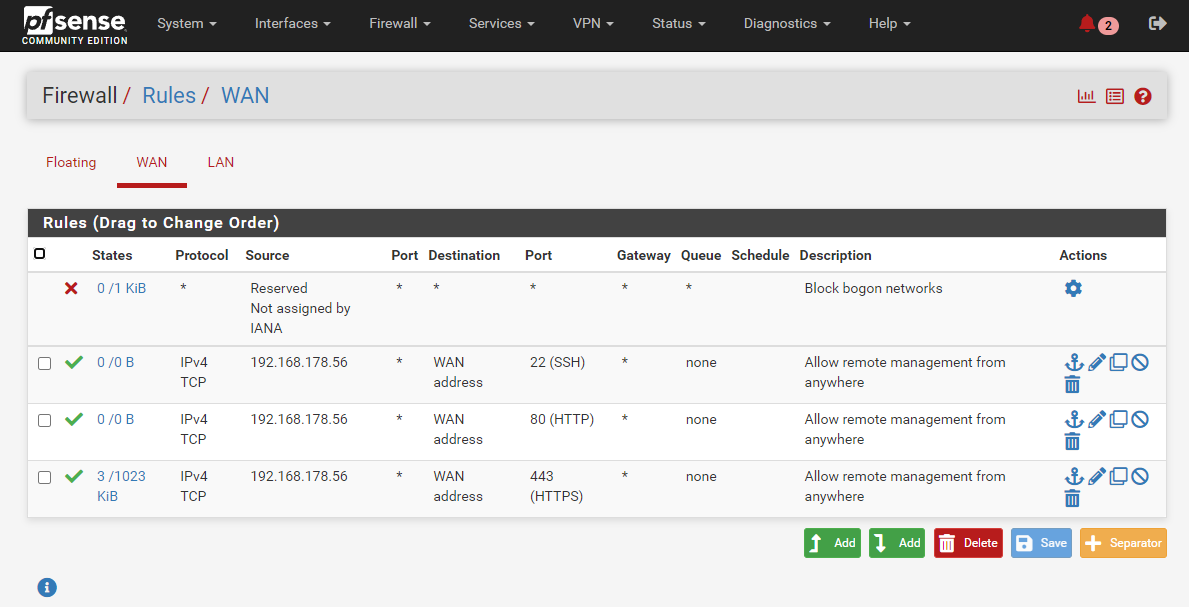 pfsense
COMMUNITY EDITION
System Interfaces Firewall Services VPN Status Diagnostics Help 2
Firewall / Rules / WAN
Floating WAN LAN
Rules (Drag to Change Order)
States Protocol Source Port Destination Port Gateway Queue Schedule Description Actions
0 /1 KiB * Reserved * * * * * Block bogon networks
Not assigned by
IANA
0 /0 B IPv4 192.168.178.56 * WAN 22 (SSH) * none Allow remote management from
TCP address anywhere
0 /0 B IPv4 192.168.178.56 * WAN 80 (HTTP) * none Allow remote management from
TCP address anywhere
3 /1023 IPv4 192.168.178.56 * WAN 443 * none Allow remote management from
KiB TCP address (HTTPS) anywhere
Add Add Delete Save Separator